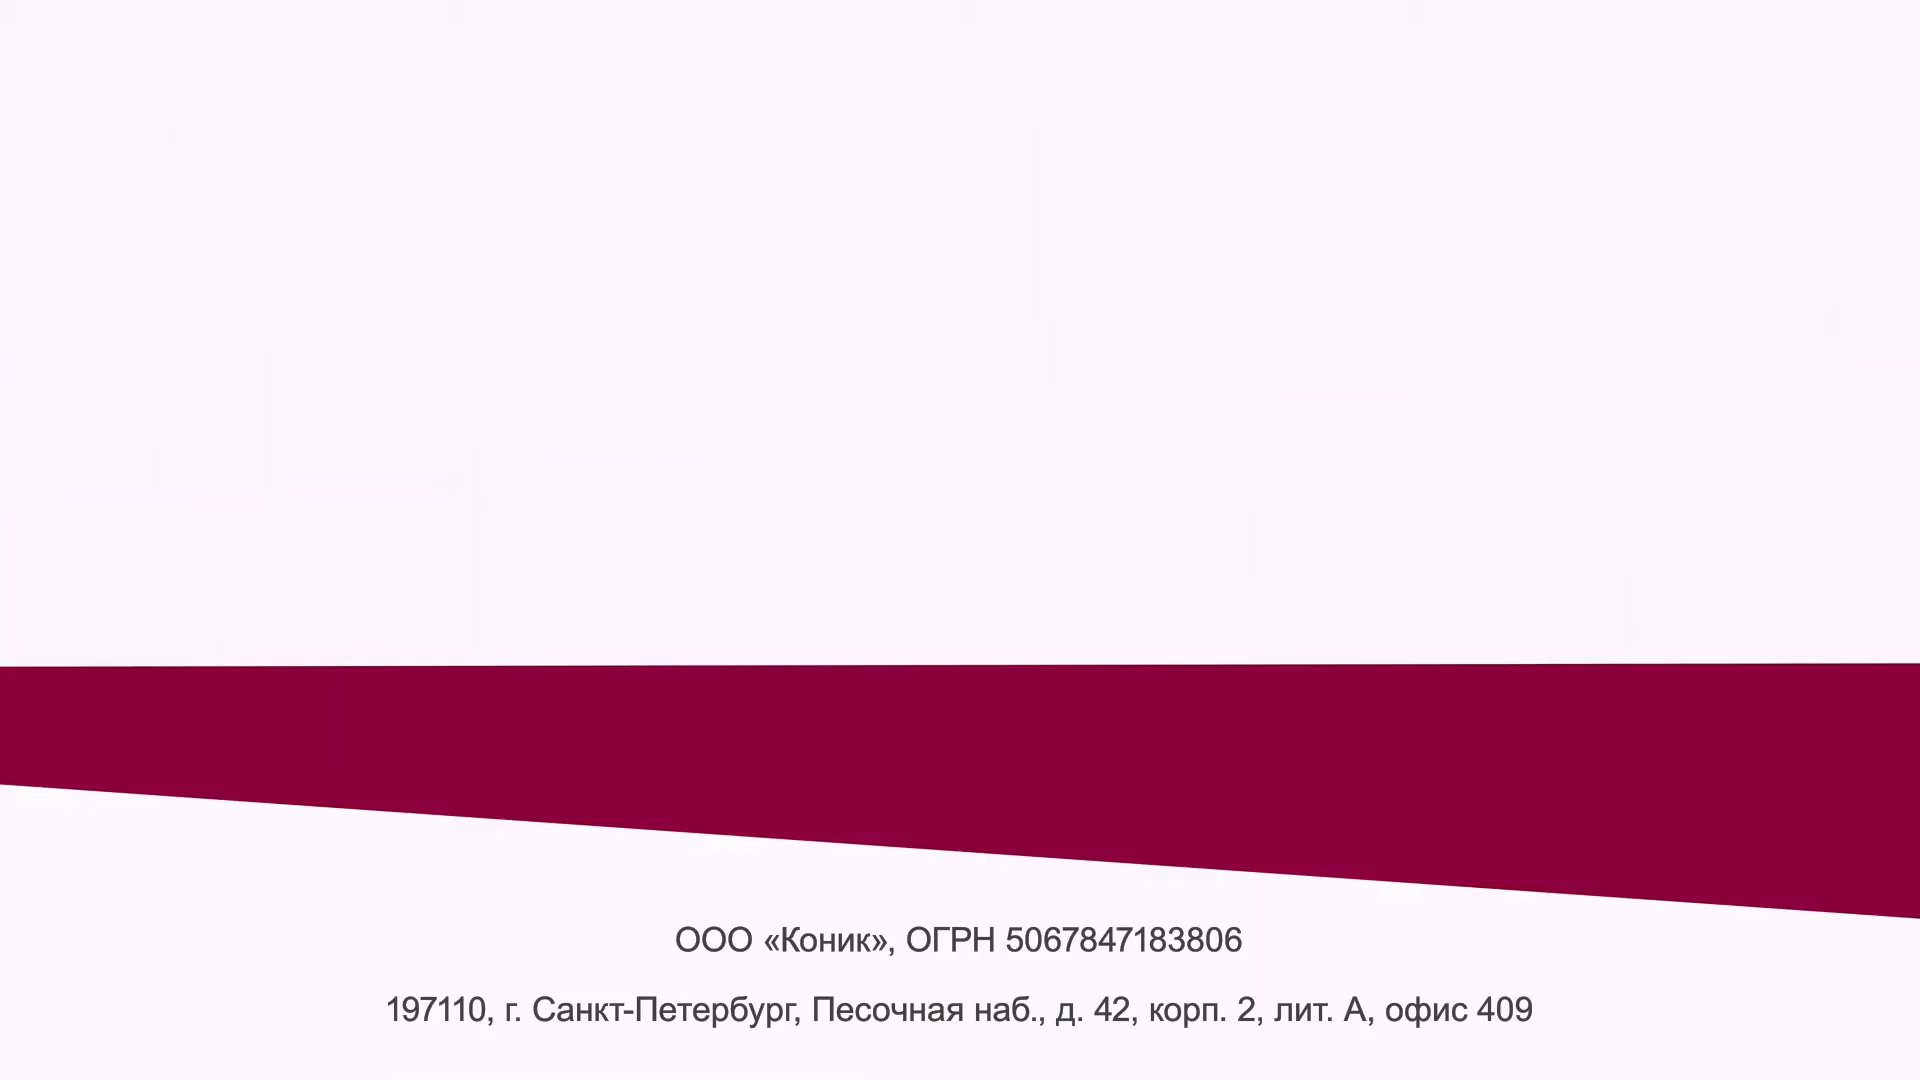 ООО «Коник», ОГРН 5067847183806
197110, г. Санкт-Петербург, Песочная наб., д. 42, корп. 2, лит. А, офис 409